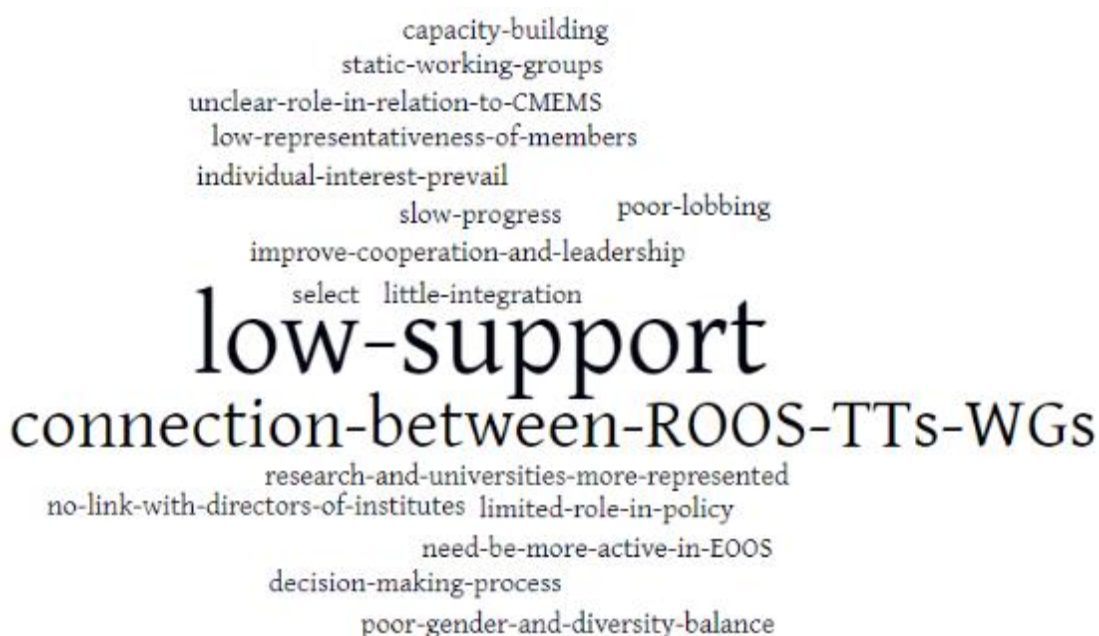 capacity-building
static-working-groups
unclear-role-in-relation-to-CMEMS
low-representativeness-of-members
individual-interest-prevail
slow-progress poor-lobbing
improve-cooperation-and-leadership
select little-integration
low-support
connection-between-ROOS-TTs-WGs
research-and-universities-more-represented
no-link-with-directors-of-institutes limited-role-in-policy
need-be-more-active-in-EOOS
decision-making-process
poor-gender-and-diversity-balance